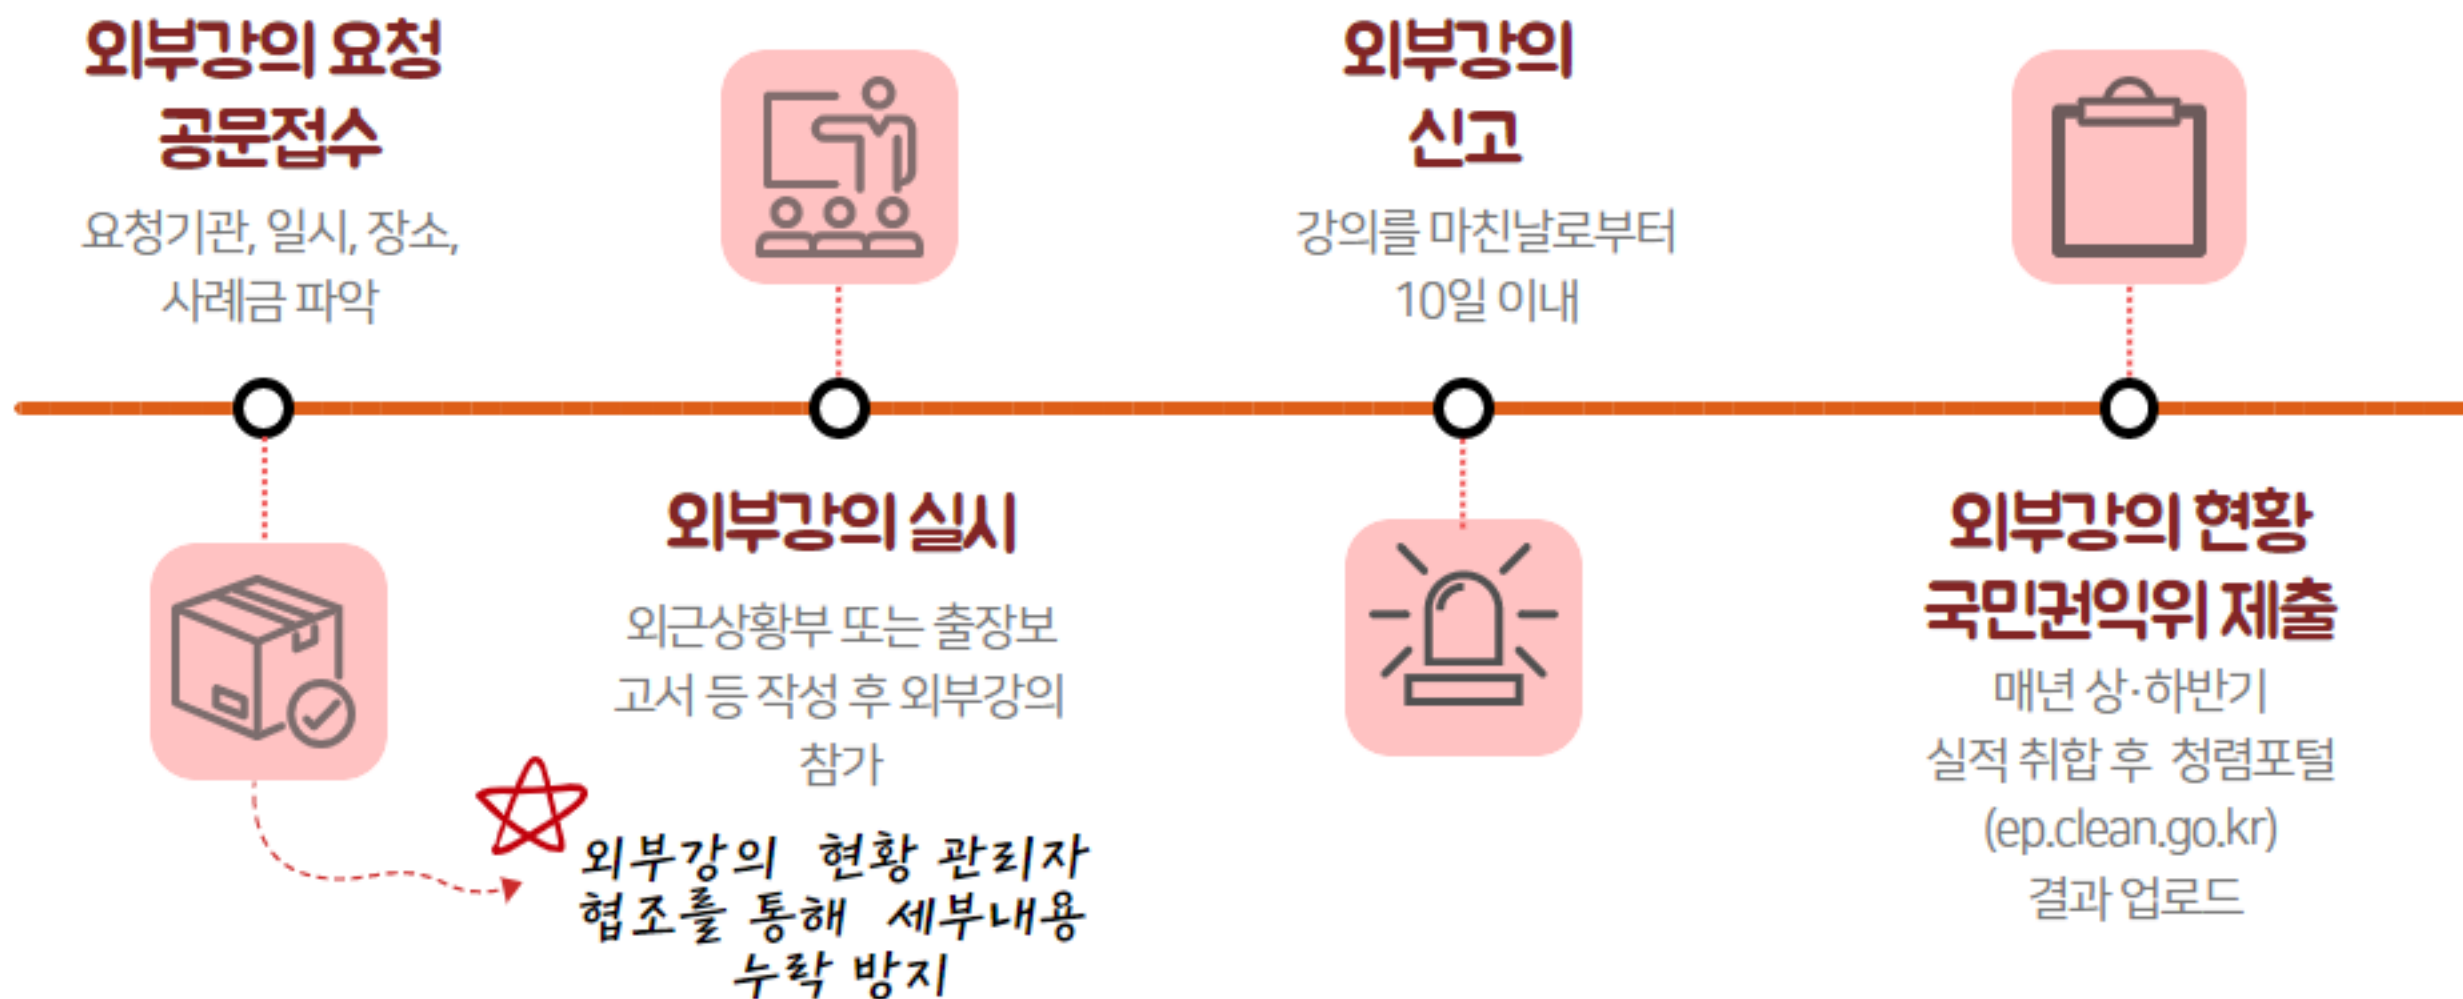 외부강의 요청
공문접수
요청기관, 일시, 장소,
사례금 파악
외부강의 실시
외근상황부 또는 출장보
고서 등 작성 후 외부강의
참가
외부강의 현황 관리자
협조를 통해 세부내용
누락 방지
외부강의
신고
강의를 마친날로부터
10일 이내
외부강의 현황
국민권익위 제출
매년 상·하반기
실적 취합 후 청렴포털
(ep.clean.go.kr)
결과 업로드